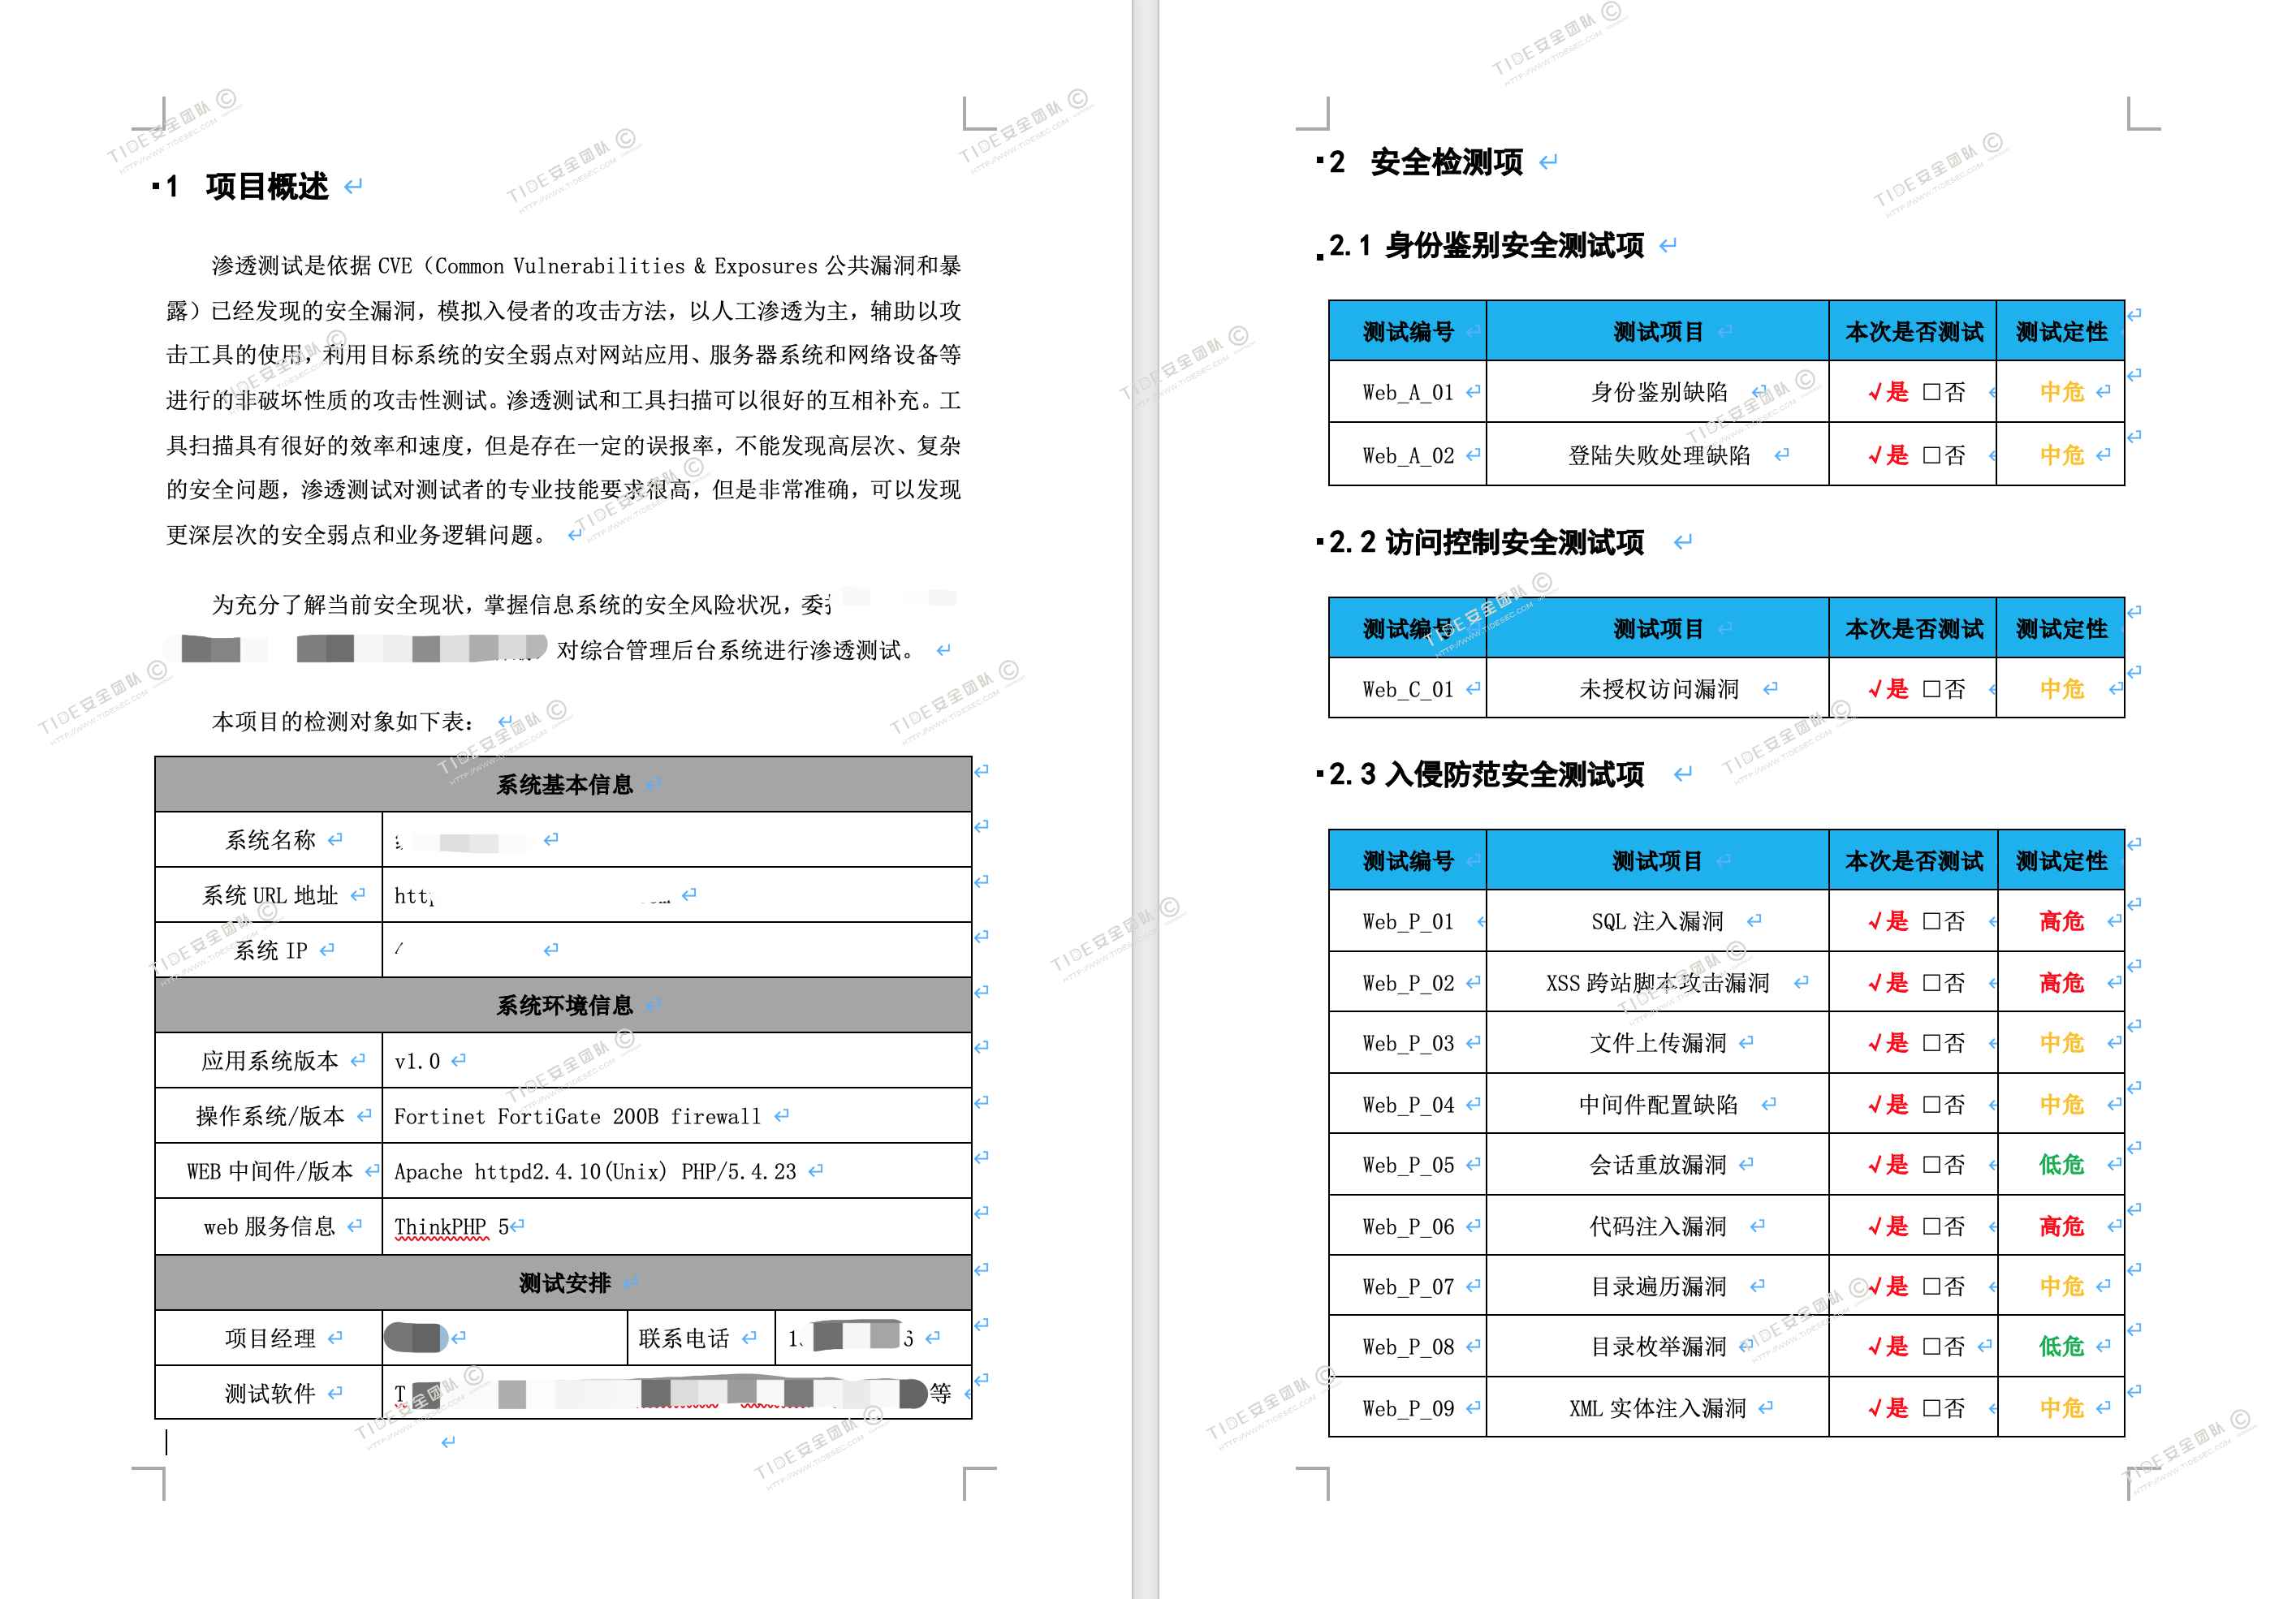 1 项目概述
渗透测试是依据 CVE（Common Vulnerabilities & Exposures 公共漏洞和暴
露）已经发现的安全漏洞，模拟入侵者的攻击方法，以人工渗透为主，辅助以攻
击工具的使用，利用目标系统的安全弱点对网站应用、服务器系统和网络设备等
进行的非破坏性质的攻击性测试。渗透测试和工具扫描可以很好的互相补充。工
具扫描具有很好的效率和速度，但是存在一定的误报率，不能发现高层次、复杂
的安全问题，渗透测试对测试者的专业技能要求很高，但是非常准确，可以发现
更深层次的安全弱点和业务逻辑问题。
为充分了解当前安全现状，掌握信息系统的安全风险状况，委
对综合管理后台系统进行渗透测试。
本项目的检测对象如下表：
系统基本信息
系统名称
系统 URL 地址 http
系统 IP /
系统环境信息
应用系统版本 v1.0
操作系统/版本 Fortinet FortiGate 200B firewall
WEB 中间件/版本 Apache httpd2.4.10(Unix) PHP/5.4.23
web 服务信息 ThinkPHP 5
测试安排
项目经理 联系电话 1
测试软件 T 等
2 安全检测项
2.1 身份鉴别安全测试项
测试编号 测试项目 本次是否测试 测试定性
Web_A_01 身份鉴别缺陷 √是 □否 中危
Web_A_02 登陆失败处理缺陷 √是 □否 中危
2.2 访问控制安全测试项
测试编号 测试项目 本次是否测试 测试定性
Web_C_01 未授权访问漏洞 √是 □否 中危
2.3 入侵防范安全测试项
测试编号 测试项目 本次是否测试 测试定性
Web_P_01 SQL 注入漏洞 √是 □否 高危
Web_P_02 XSS 跨站脚本攻击漏洞 √是 □否 高危
Web_P_03 文件上传漏洞 √是 □否 中危
Web_P_04 中间件配置缺陷 √是 □否 中危
Web_P_05 会话重放漏洞 √是 □否 低危
Web_P_06 代码注入漏洞 √是 □否 高危
Web_P_07 目录遍历漏洞 √是 □否 中危
Web_P_08 目录枚举漏洞 √是 □否 低危
Web_P_09 XML 实体注入漏洞 √是 □否 中危
TIDE安全团队 ©
HTTP://WWW.TIDESEC.COM